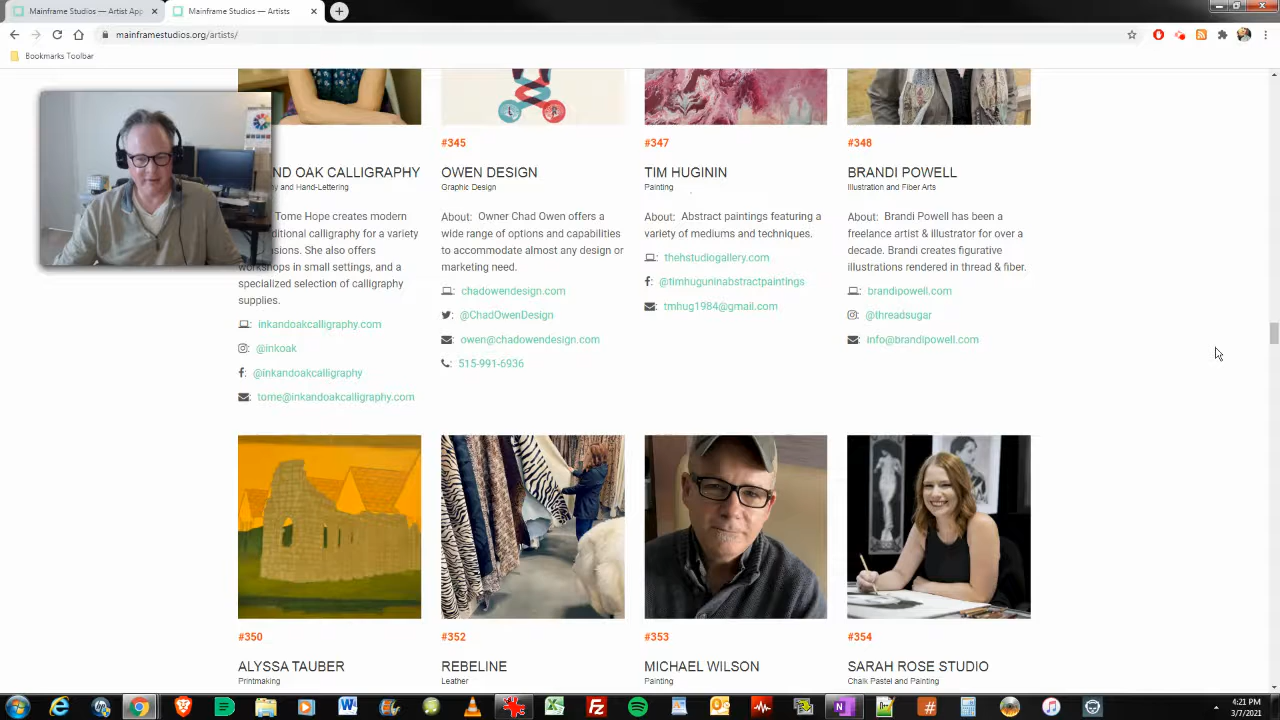 Mainframe Studios — Artist App
Mainframe Studios — Artists
mainframestudios.org/artists/
Bookmarks Toolbar
#345
#347
#348
ND OAK CALLIGRAPHY
OWEN DESIGN
TIM HUGININ
BRANDI POWELL
y and Hand-Lettering
Graphic Design
Painting
Illustration and Fiber Arts
Tome Hope creates modern
ditional calligraphy for a variety
sions. She also offers
workshops in small settings, and a
specialized selection of calligraphy
supplies.
inkandoakcalligraphy.com
@inkoak
@inkandoakcalligraphy
tome@inkandoakcalligraphy.com
About: Owner Chad Owen offers a
wide range of options and capabilities
to accommodate almost any design or
marketing need.
chadowendesign.com
@ChadOwenDesign
owen@chadowendesign.com
515-991-6936
About: Abstract paintings featuring a
variety of mediums and techniques.
thehstudiogallery.com
@timhuguninabstractpaintings
tmhug1984@gmail.com
About: Brandi Powell has been a
freelance artist & illustrator for over a
decade. Brandi creates figurative
illustrations rendered in thread & fiber.
brandipowell.com
@threadsugar
info@brandipowell.com
#350
#352
#353
#354
ALYSSA TAUBER
REBELINE
MICHAEL WILSON
SARAH ROSE STUDIO
Printmaking
Leather
Painting
Chalk Pastel and Painting
4:21 PM
3/7/2021